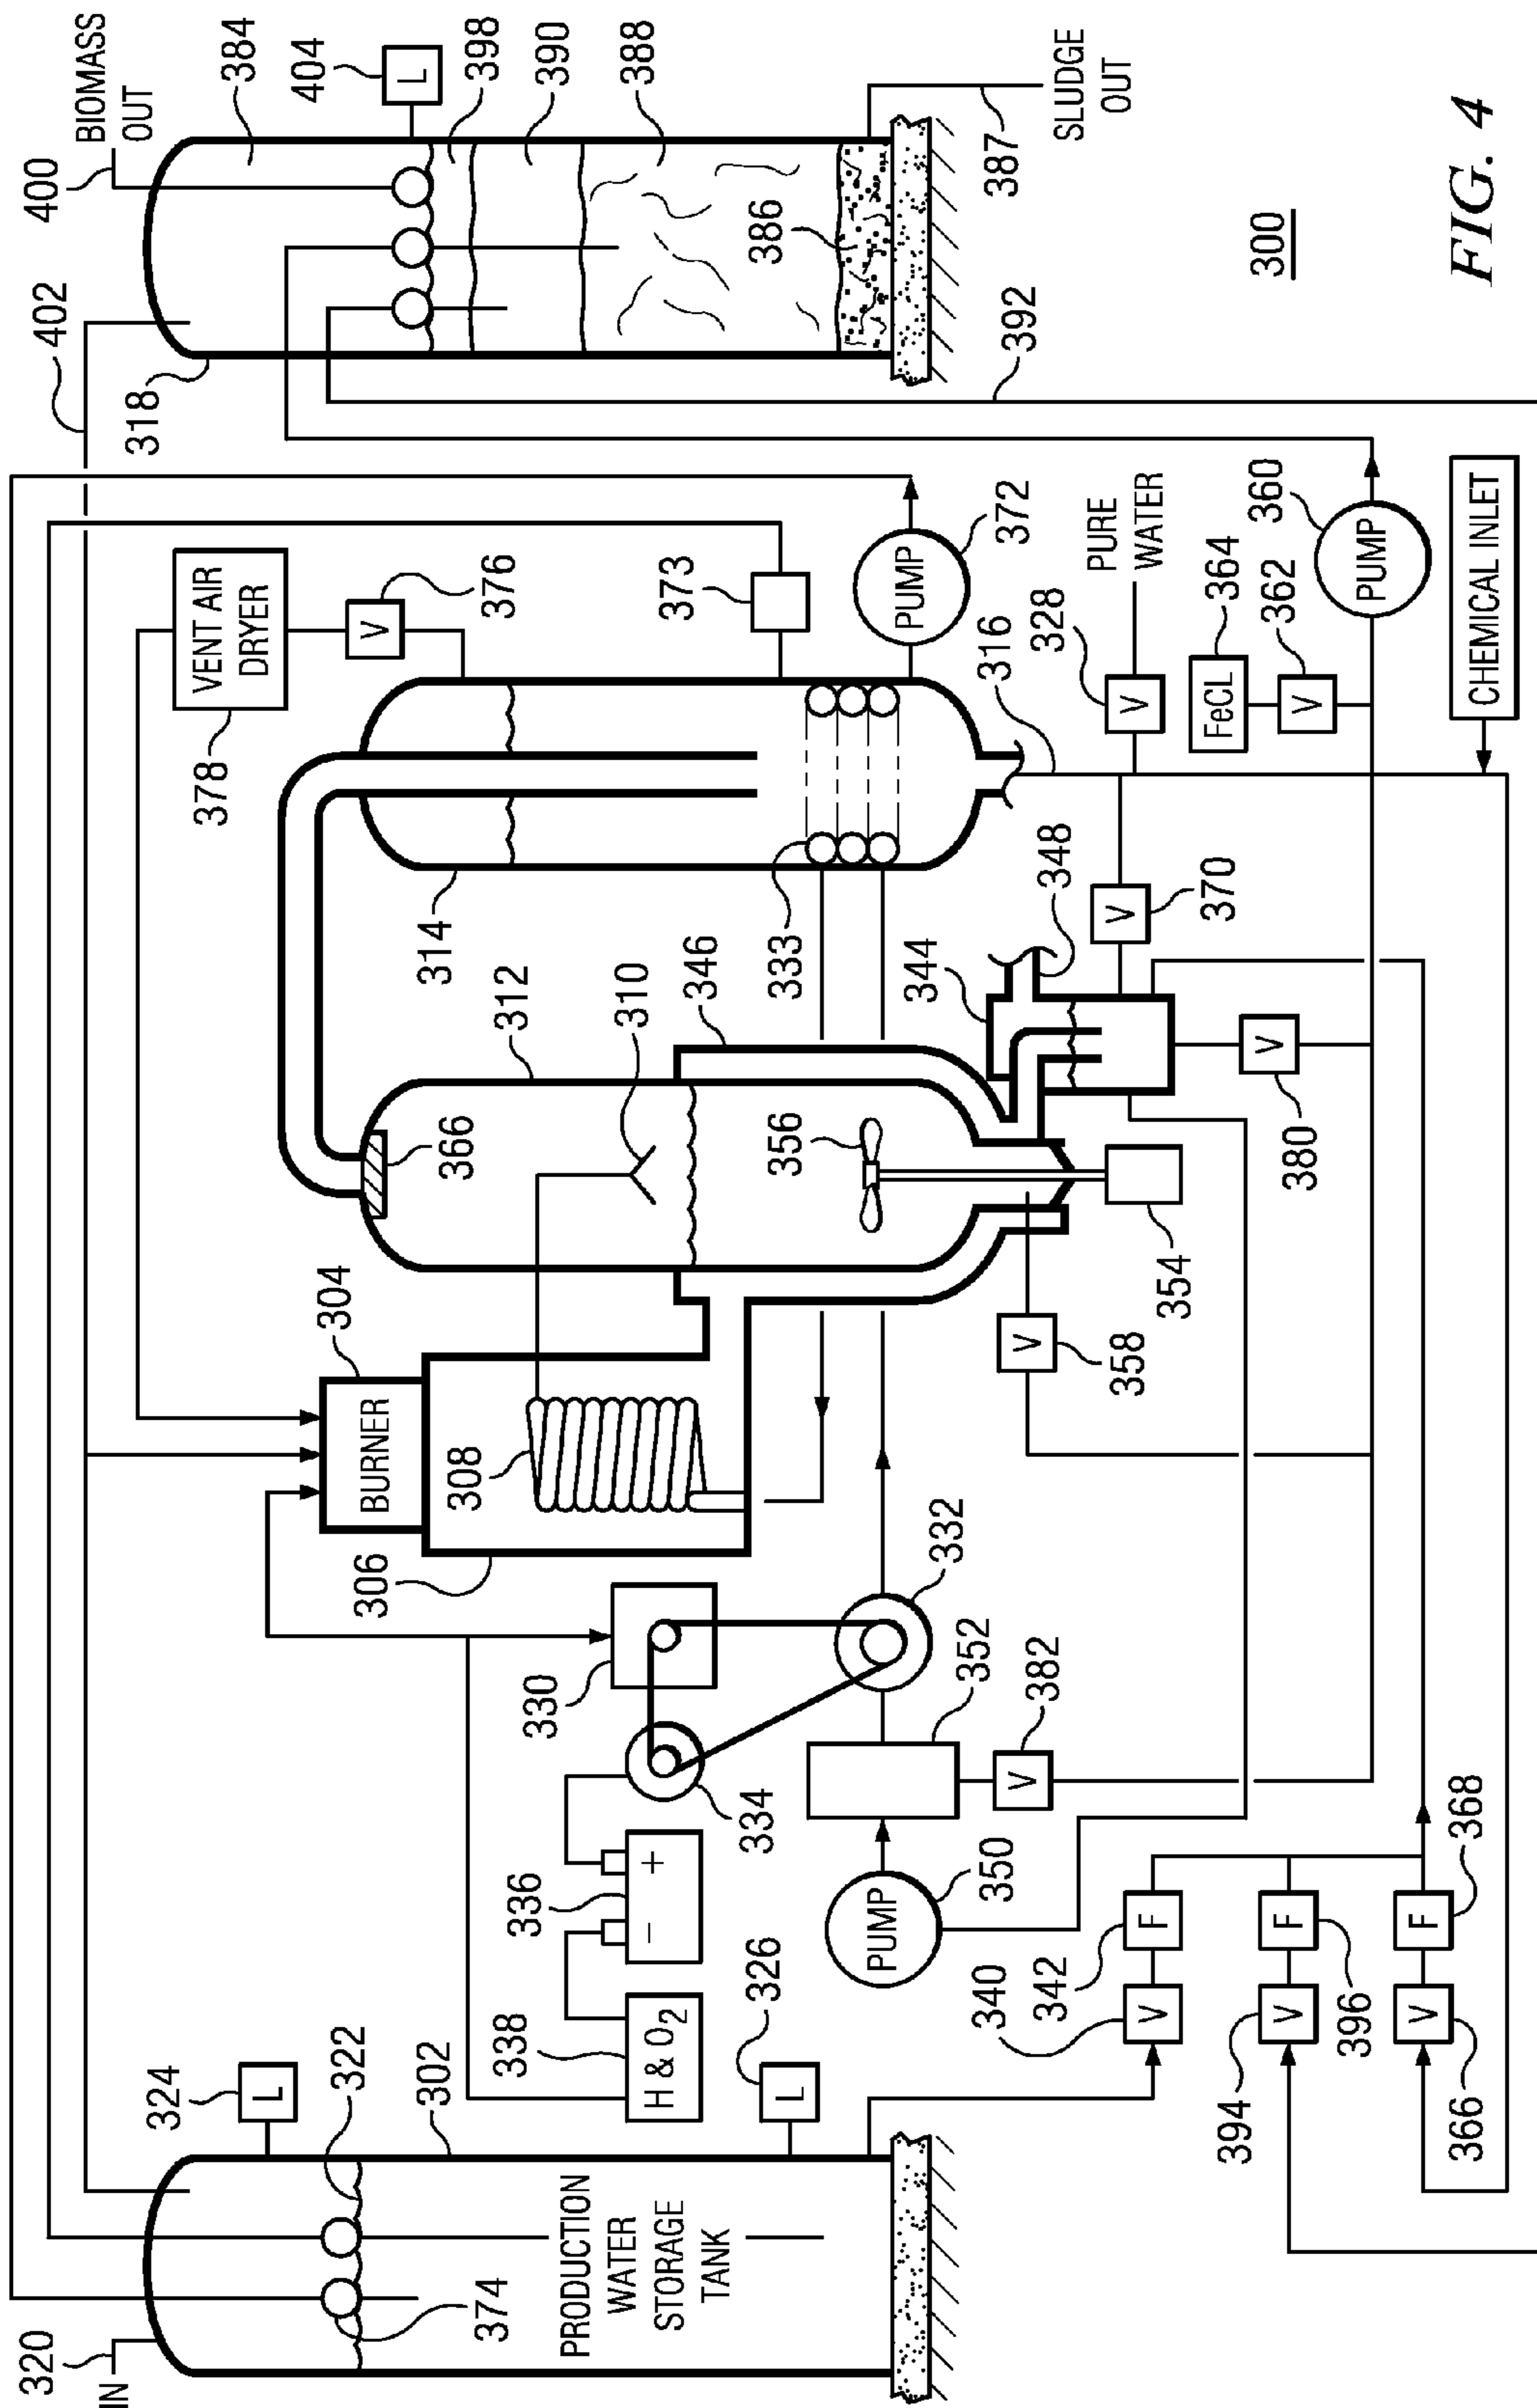 320
IN
324
L
322
302
374
PRODUCTION
WATER
STORAGE
TANK
326
L
338
H & O2
336
-
+
334
330
306
308
304
BURNER
332
352
382
V
350
PUMP
340
342
V
F
394
396
V
F
366
368
V
F
366
312
310
346
356
354
358
V
344
348
380
V
370
V
314
333
316
378
VENT AIR
DRYER
376
V
373
372
PUMP
328
V
PURE
WATER
364
FeCL
362
V
360
PUMP
CHEMICAL INLET
402
318
400
BIOMASS
OUT
384
404
L
398
390
388
386
387
SLUDGE
OUT
392
300
FIG. 4